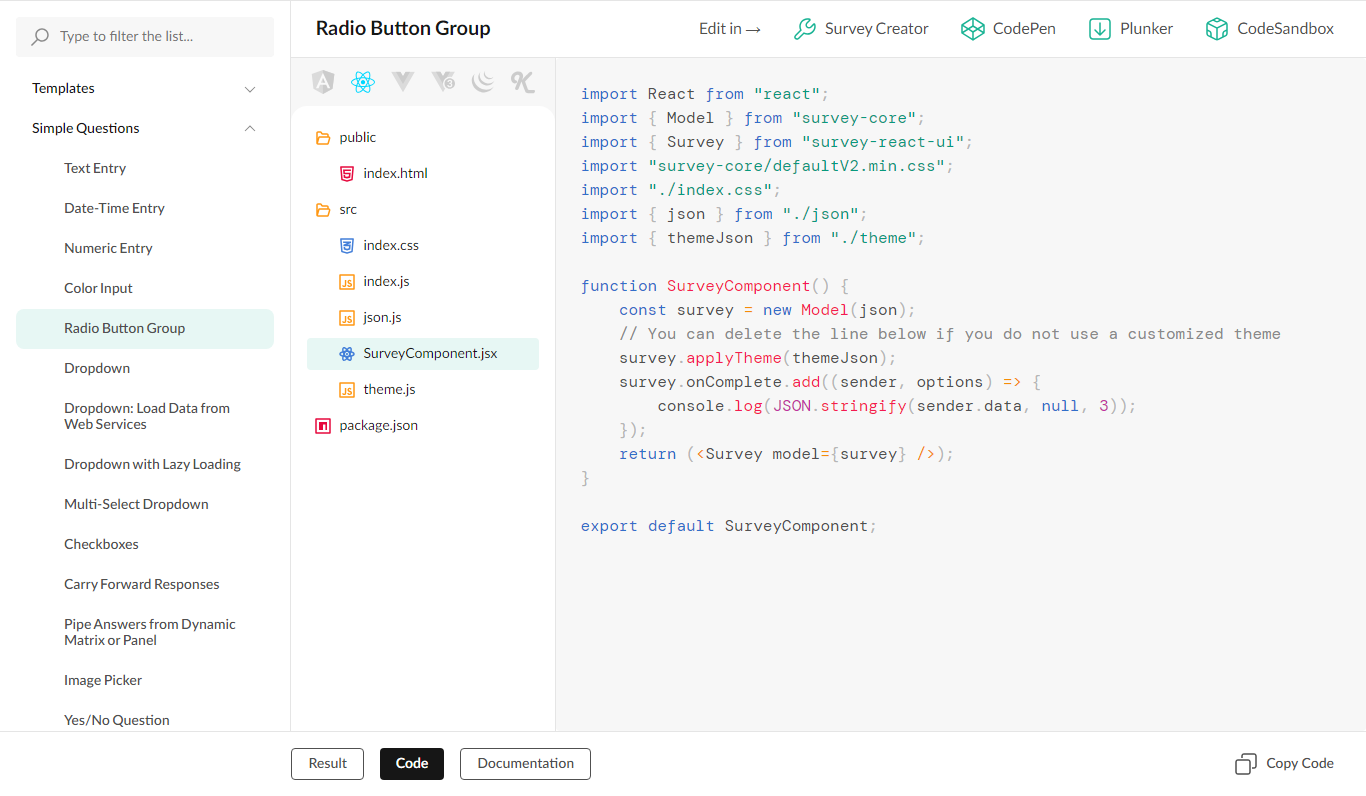 Type to filter the list...
Templates
Simple Questions
Text Entry
Date-Time Entry
Numeric Entry
Color Input
Radio Button Group
Dropdown
Dropdown: Load Data from
Web Services
Dropdown with Lazy Loading
Multi-Select Dropdown
Checkboxes
Carry Forward Responses
Pipe Answers from Dynamic
Matrix or Panel
Image Picker
Yes/No Question
Radio Button Group
Edit in → Survey Creator CodePen Plunker CodeSandbox
public
index.html
src
index.css
index.js
json.js
SurveyComponent.jsx
theme.js
package.json
import React from "react";
import { Model } from "survey-core";
import { Survey } from "survey-react-ui";
import "survey-core/defaultV2.min.css";
import "./index.css";
import { json } from "./json";
import { themeJson } from "./theme";

function SurveyComponent() {
    const survey = new Model(json);
    // You can delete the line below if you do not use a customized theme
    survey.applyTheme(themeJson);
    survey.onComplete.add((sender, options) => {
        console.log(JSON.stringify(sender.data, null, 3));
    });
    return (<Survey model={survey} />);
}

export default SurveyComponent;
Result Code Documentation Copy Code